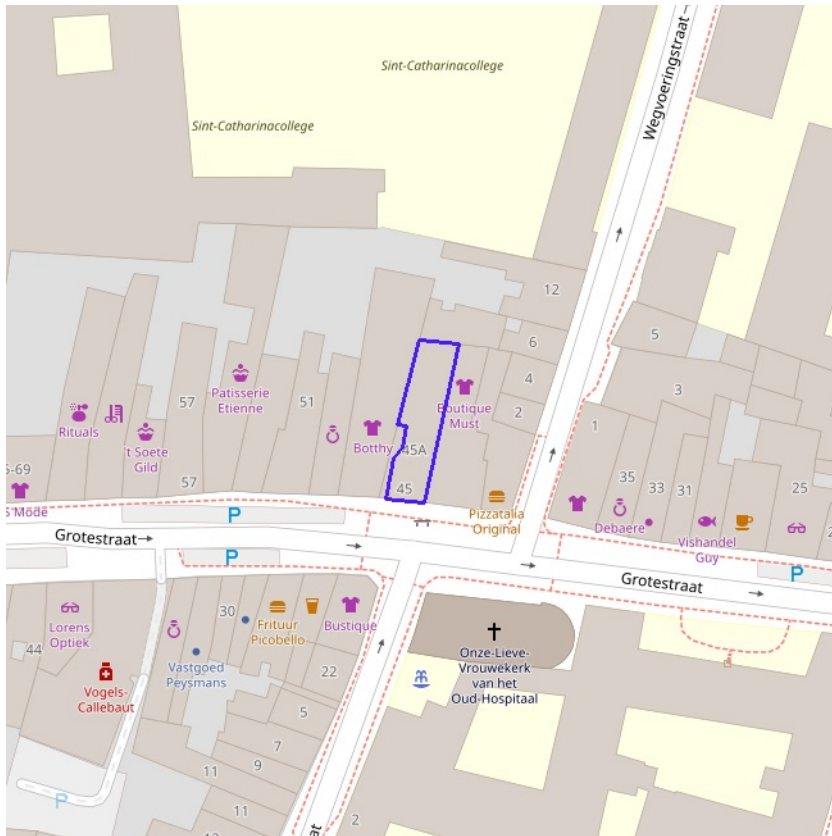 Sint-Catharinacollege
Sint-Catharinacollege
Wegvoeringstraat
12
6
5
4
3
2
1
57
Patisserie
Etienne
51
Boutique
Must
Rituals
't Soete
Gild
Botthy
45A
45
57
Pizzatalia
Original
35
33
31
25
Debaere
Vishandel
Guy
P
Grotestraat
P
P
Grotestraat
Lorens
Optiek
44
30
Frituur
Picobello
Bustique
Vastgoed
Peysmans
22
Vogels-
Callebaut
Onze-Lieve-
Vrouwekerk
van het
Oud-Hospitaal
5
7
9
11
11
2
P